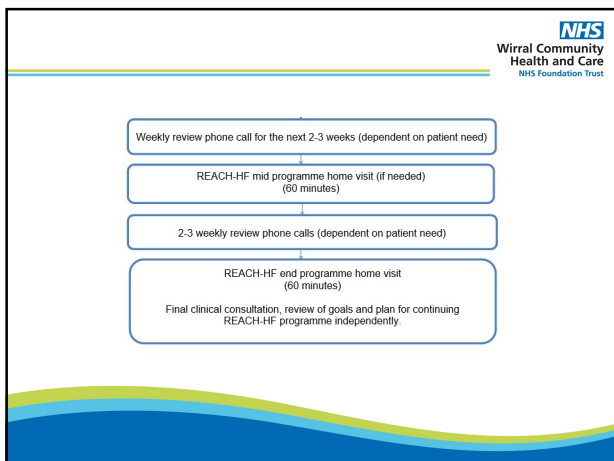 NHS
Wirral Community
Health and Care
NHS Foundation Trust
Weekly review phone call for the next 2-3 weeks (dependent on patient need)
REACH-HF mid programme home visit (if needed)
(60 minutes)
2-3 weekly review phone calls (dependent on patient need)
REACH-HF end programme home visit
(60 minutes)
Final clinical consultation, review of goals and plan for continuing
REACH-HF programme independently.